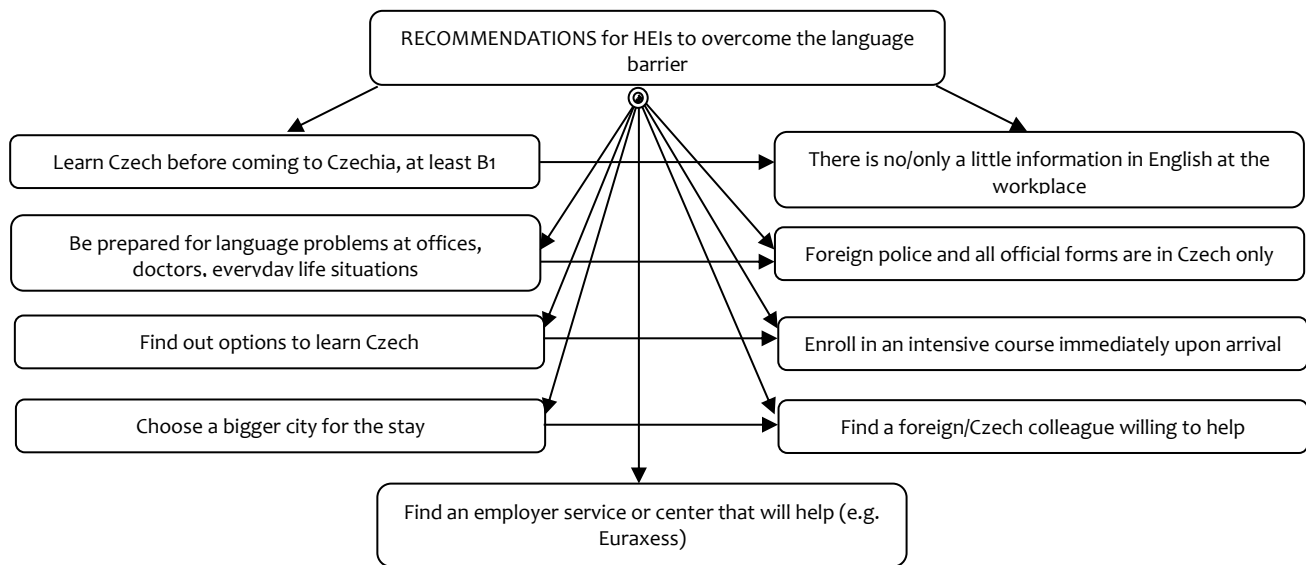 RECOMMENDATIONS for HEIs to overcome the language
barrier
Learn Czech before coming to Czechia, at least B1
There is no/only a little information in English at the
workplace
Be prepared for language problems at offices,
doctors, everyday life situations
Foreign police and all official forms are in Czech only
Find out options to learn Czech
Enroll in an intensive course immediately upon arrival
Choose a bigger city for the stay
Find a foreign/Czech colleague willing to help
Find an employer service or center that will help (e.g.
Euraxess)